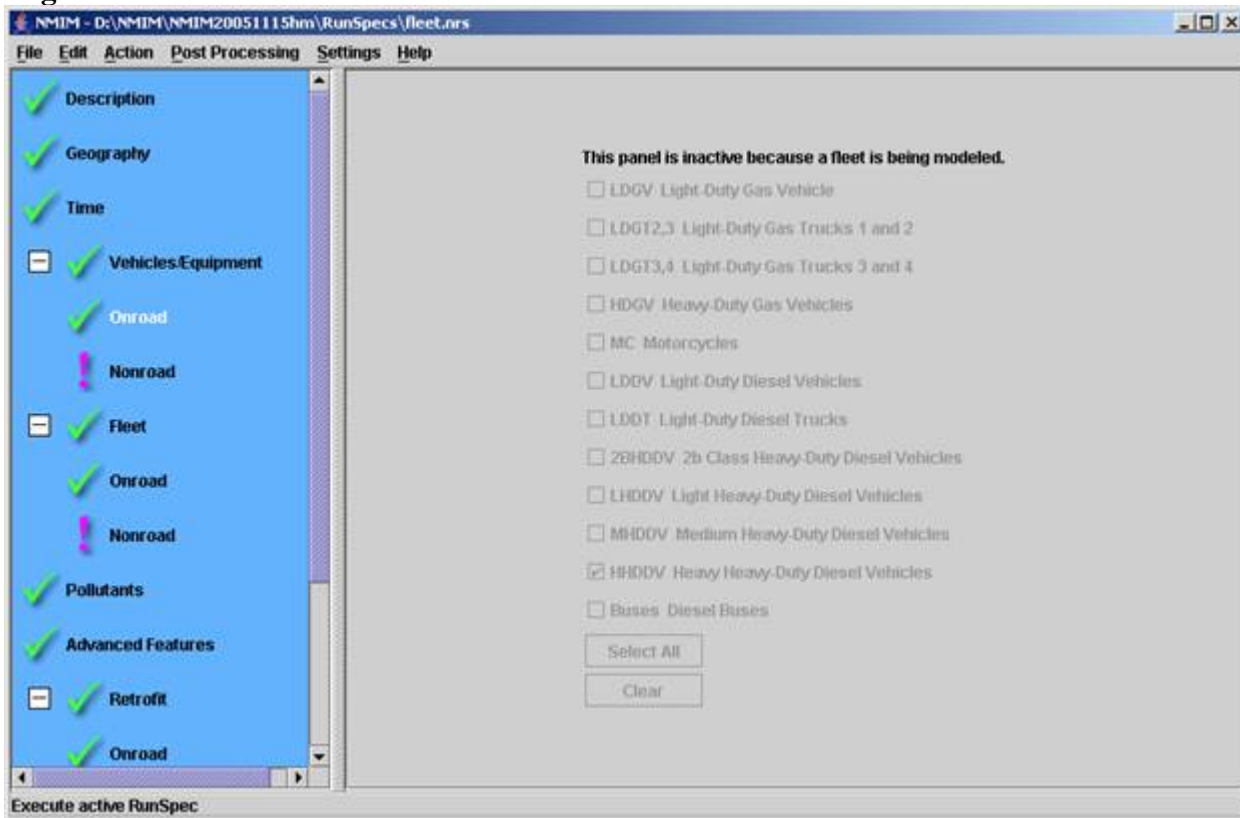 NMIM - D:\NMIM\NMIM20051115hm\RunSpecs\fleet.nrs
File Edit Action Post Processing Settings Help
Description
Geography
Time
Vehicles/Equipment
Onroad
Nonroad
Fleet
Onroad
Nonroad
Pollutants
Advanced Features
Retrofit
Onroad
This panel is inactive because a fleet is being modeled.
LDGV Light-Duty Gas Vehicle
LDGT2,3 Light-Duty Gas Trucks 1 and 2
LDGT3,4 Light-Duty Gas Trucks 3 and 4
HDGV Heavy-Duty Gas Vehicles
MC Motorcycles
LDDV Light-Duty Diesel Vehicles
LDDT Light-Duty Diesel Trucks
2BHDDV 2b Class Heavy-Duty Diesel Vehicles
LHDDV Light Heavy-Duty Diesel Vehicles
MHDDV Medium Heavy-Duty Diesel Vehicles
HHDDV Heavy Heavy-Duty Diesel Vehicles
Buses Diesel Buses
Select All
Clear
Execute active RunSpec